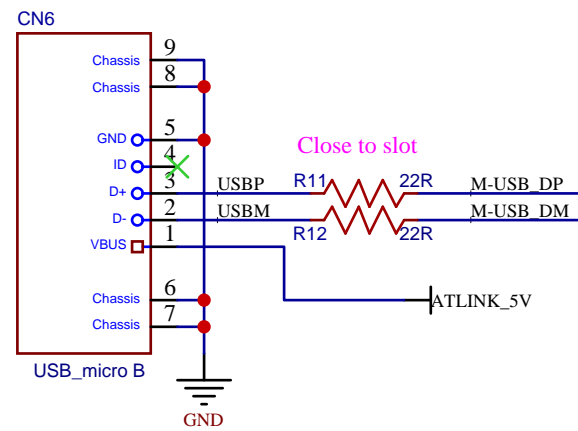 CN6
Chassis 9
Chassis 8
GND 5
ID 4
D+ 3
D- 2
VBUS 1
Chassis 6
Chassis 7
USB_micro B
GND
Close to slot
USBP R11 22R M-USB_DP
USBM R12 22R M-USB_DM
ATLINK_5V